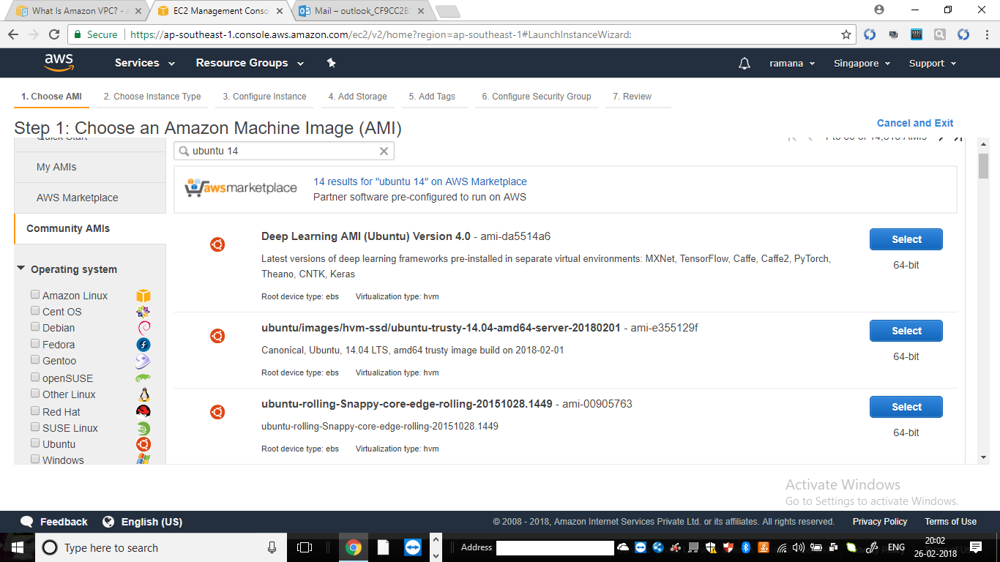 What Is Amazon VPC? - A
EC2 Management Conso
Mail – outlook_CF9CC2B
Secure
https://ap-southeast-1.console.aws.amazon.com/ec2/v2/home?region=ap-southeast-1#LaunchInstanceWizard:
aws
Services
Resource Groups
ramana
Singapore
Support
1. Choose AMI
2. Choose Instance Type
3. Configure Instance
4. Add Storage
5. Add Tags
6. Configure Security Group
7. Review
Step 1: Choose an Amazon Machine Image (AMI)
Cancel and Exit
Quick Start
My AMIs
AWS Marketplace
Community AMIs
Operating system
Amazon Linux
Cent OS
Debian
Fedora
Gentoo
openSUSE
Other Linux
Red Hat
SUSE Linux
Ubuntu
Windows
ubuntu 14
awsmarketplace
14 results for "ubuntu 14" on AWS Marketplace
Partner software pre-configured to run on AWS
Deep Learning AMI (Ubuntu) Version 4.0 - ami-da5514a6
Latest versions of deep learning frameworks pre-installed in separate virtual environments: MXNet, TensorFlow, Caffe, Caffe2, PyTorch,
Theano, CNTK, Keras
Root device type: ebs Virtualization type: hvm
Select
64-bit
ubuntu/images/hvm-ssd/ubuntu-trusty-14.04-amd64-server-20180201 - ami-e355129f
Canonical, Ubuntu, 14.04 LTS, amd64 trusty image build on 2018-02-01
Root device type: ebs Virtualization type: hvm
Select
64-bit
ubuntu-rolling-Snappy-core-edge-rolling-20151028.1449 - ami-00905763
ubuntu-rolling-Snappy-core-edge-rolling-20151028.1449
Root device type: ebs Virtualization type: hvm
Select
64-bit
Activate Windows
Go to Settings to activate Windows.
Feedback
English (US)
© 2008 - 2018, Amazon Internet Services Private Ltd. or its affiliates. All rights reserved.
Privacy Policy
Terms of Use
Type here to search
Address
ENG
20:02
26-02-2018